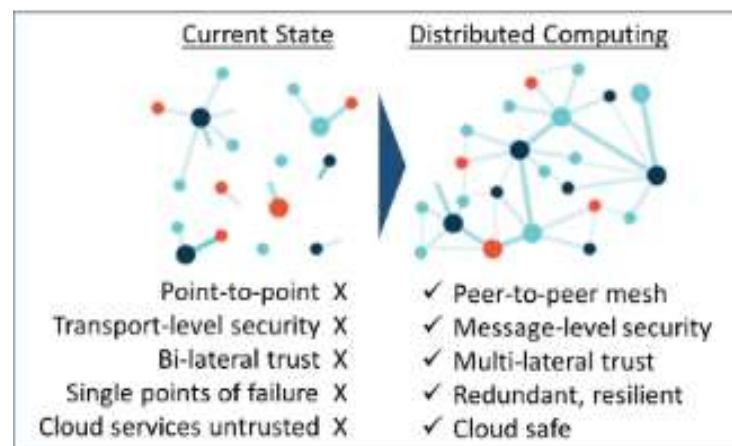 Current State
Distributed Computing
Point-to-point X
Transport-level security X
Bi-lateral trust X
Single points of failure X
Cloud services untrusted X
✓ Peer-to-peer mesh
✓ Message-level security
✓ Multi-lateral trust
✓ Redundant, resilient
✓ Cloud safe